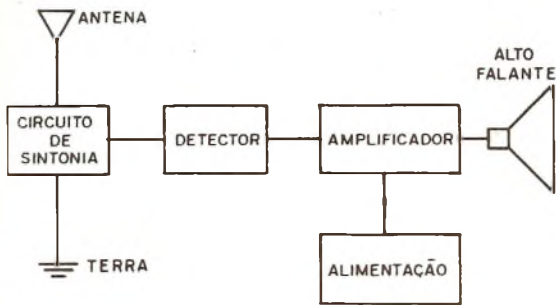 ANTENA
ALTO
FALANTE
CIRCUITO
DE
SINTONIA
DETECTOR
AMPLIFICADOR
TERRA
ALIMENTAÇÃO